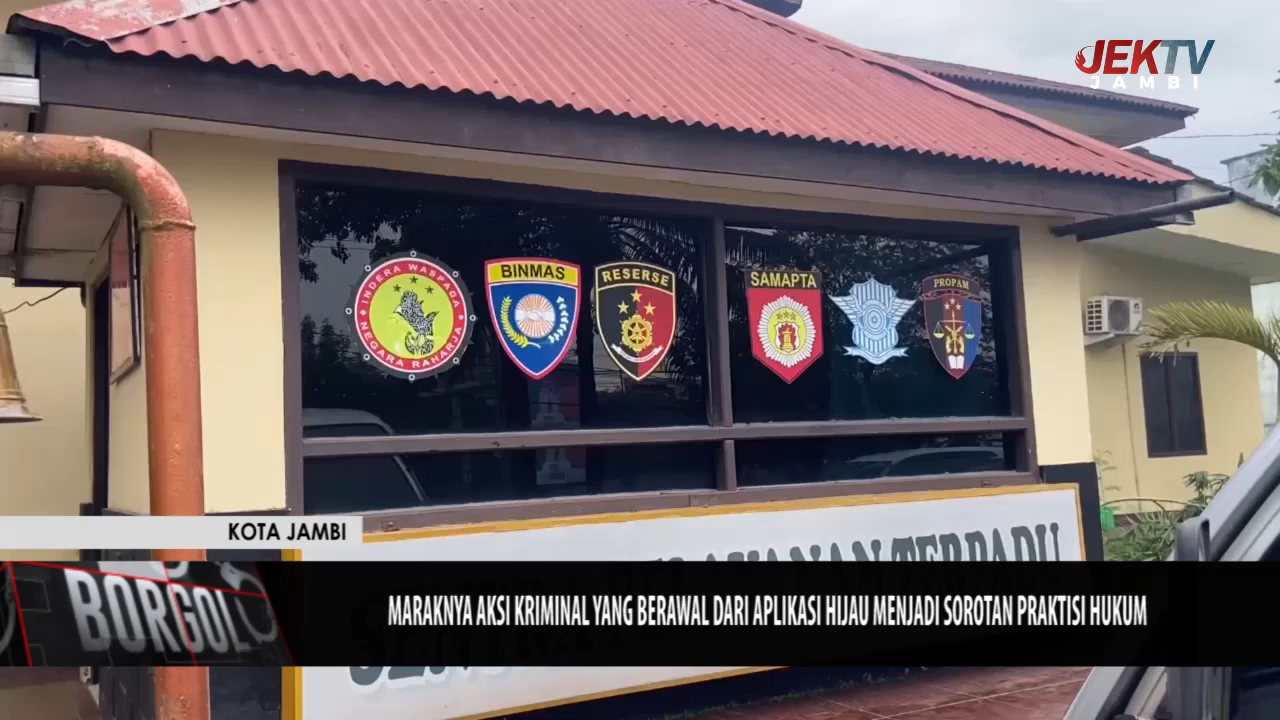 JEKTV
JAMBI
INDERA WASPADA
NEGARA RAHARJA
BINMAS
RESERSE
SAMAPTA
PROPAM
TERPADU
KOTA JAMBI
BORGOL
MARAKNYA AKSI KRIMINAL YANG BERAWAL DARI APLIKASI HIJAU MENJADI SOROTAN PRAKTISI HUKUM